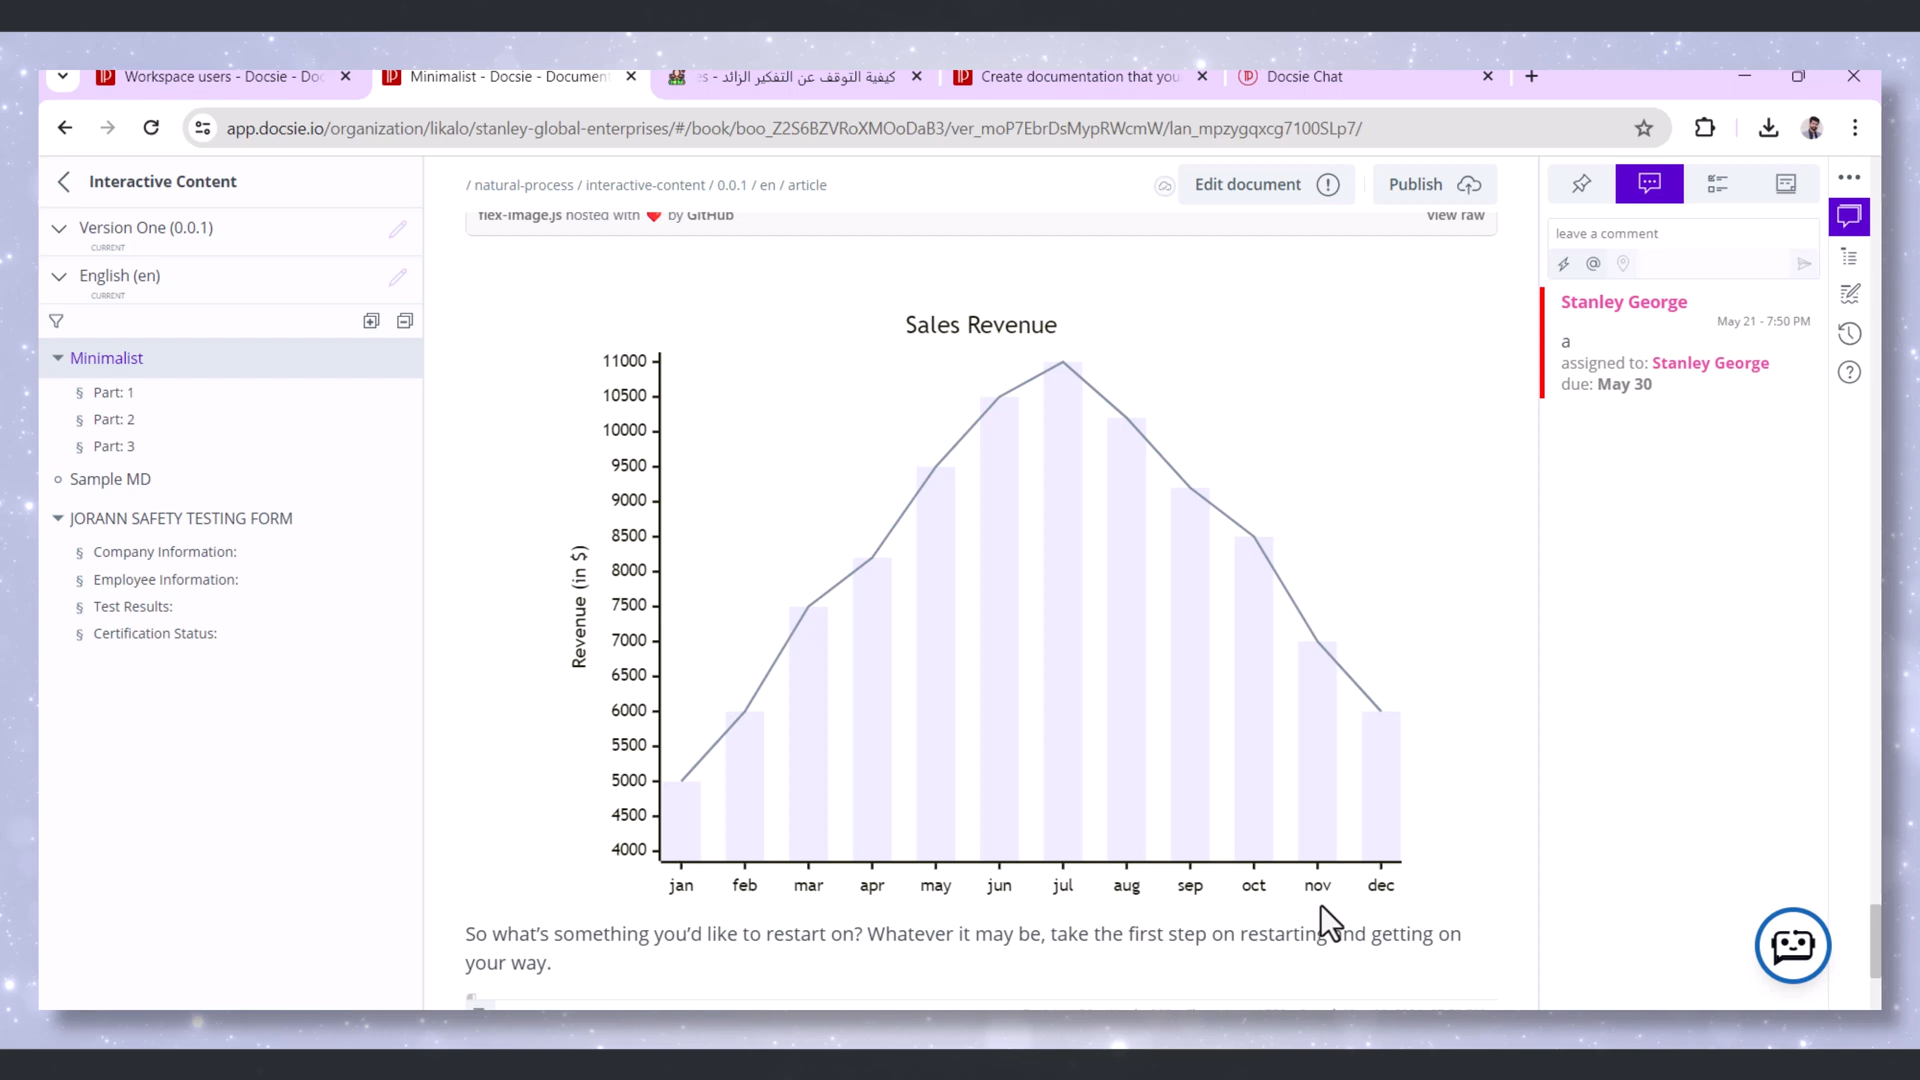 Workspace users - Docsie - Doc
Minimalist - Docsie - Document
كيفية التوقف عن التفكير الزائد - es
Create documentation that you
Docsie Chat
app.docsie.io/organization/likalo/stanley-global-enterprises/#/book/boo_Z2S6BZVRoXMOoDaB3/ver_moP7EbrDsMypRWcmW/lan_mpzygqxcg7100SLp7/
Interactive Content
Version One (0.0.1)
CURRENT
English (en)
CURRENT
Minimalist
§ Part: 1
§ Part: 2
§ Part: 3
Sample MD
JORANN SAFETY TESTING FORM
§ Company Information:
§ Employee Information:
§ Test Results:
§ Certification Status:
/ natural-process / interactive-content / 0.0.1 / en / article
Edit document
Publish
flex-image.js hosted with ❤ by GitHub
view raw
Sales Revenue
Revenue (in $)
11000
10500
10000
9500
9000
8500
8000
7500
7000
6500
6000
5500
5000
4500
4000
jan feb mar apr may jun jul aug sep oct nov dec
So what's something you'd like to restart on? Whatever it may be, take the first step on restarting and getting on
your way.
leave a comment
Stanley George
May 21 - 7:50 PM
a
assigned to: Stanley George
due: May 30